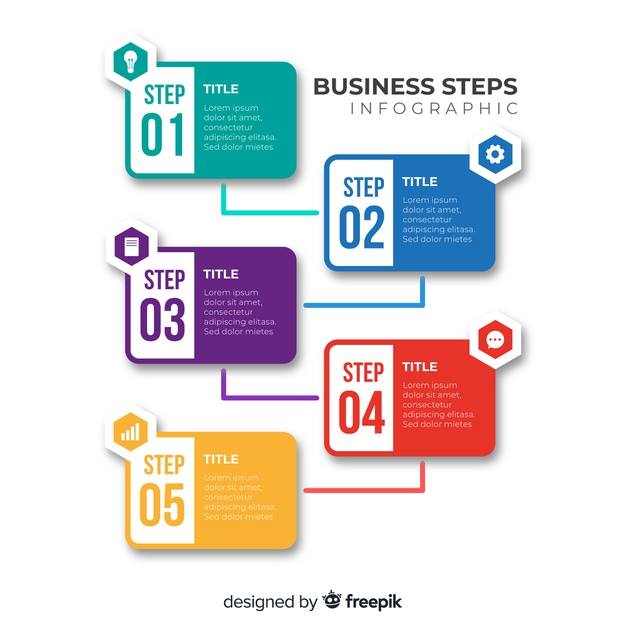 BUSINESS STEPS
INFOGRAPHIC
STEP
01
TITLE
Lorem ipsum
dolor sit amet,
consectetur
adipiscing elitasa.
Sed dolor mietes
STEP
02
TITLE
Lorem ipsum
dolor sit amet,
consectetur
adipiscing elitasa.
Sed dolor mietes
STEP
03
TITLE
Lorem ipsum
dolor sit amet,
consectetur
adipiscing elitasa.
Sed dolor mietes
STEP
04
TITLE
Lorem ipsum
dolor sit amet,
consectetur
adipiscing elitasa.
Sed dolor mietes
STEP
05
TITLE
Lorem ipsum
dolor sit amet,
consectetur
adipiscing elitasa.
Sed dolor mietes
designed by freepik